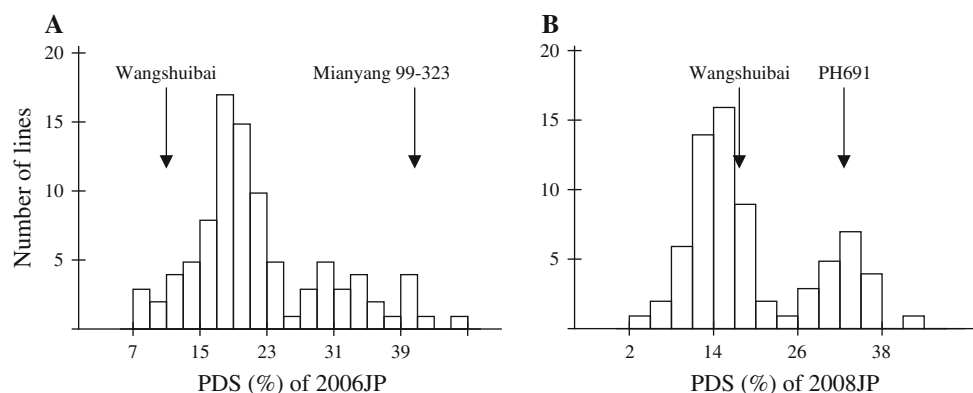 A
Number of lines
20
15
10
5
Wangshuibai
Mianyang 99-323
7 15 23 31 39
PDS (%) of 2006JP
B
20
15
10
5
Wangshuibai
PH691
2 14 26 38
PDS (%) of 2008JP